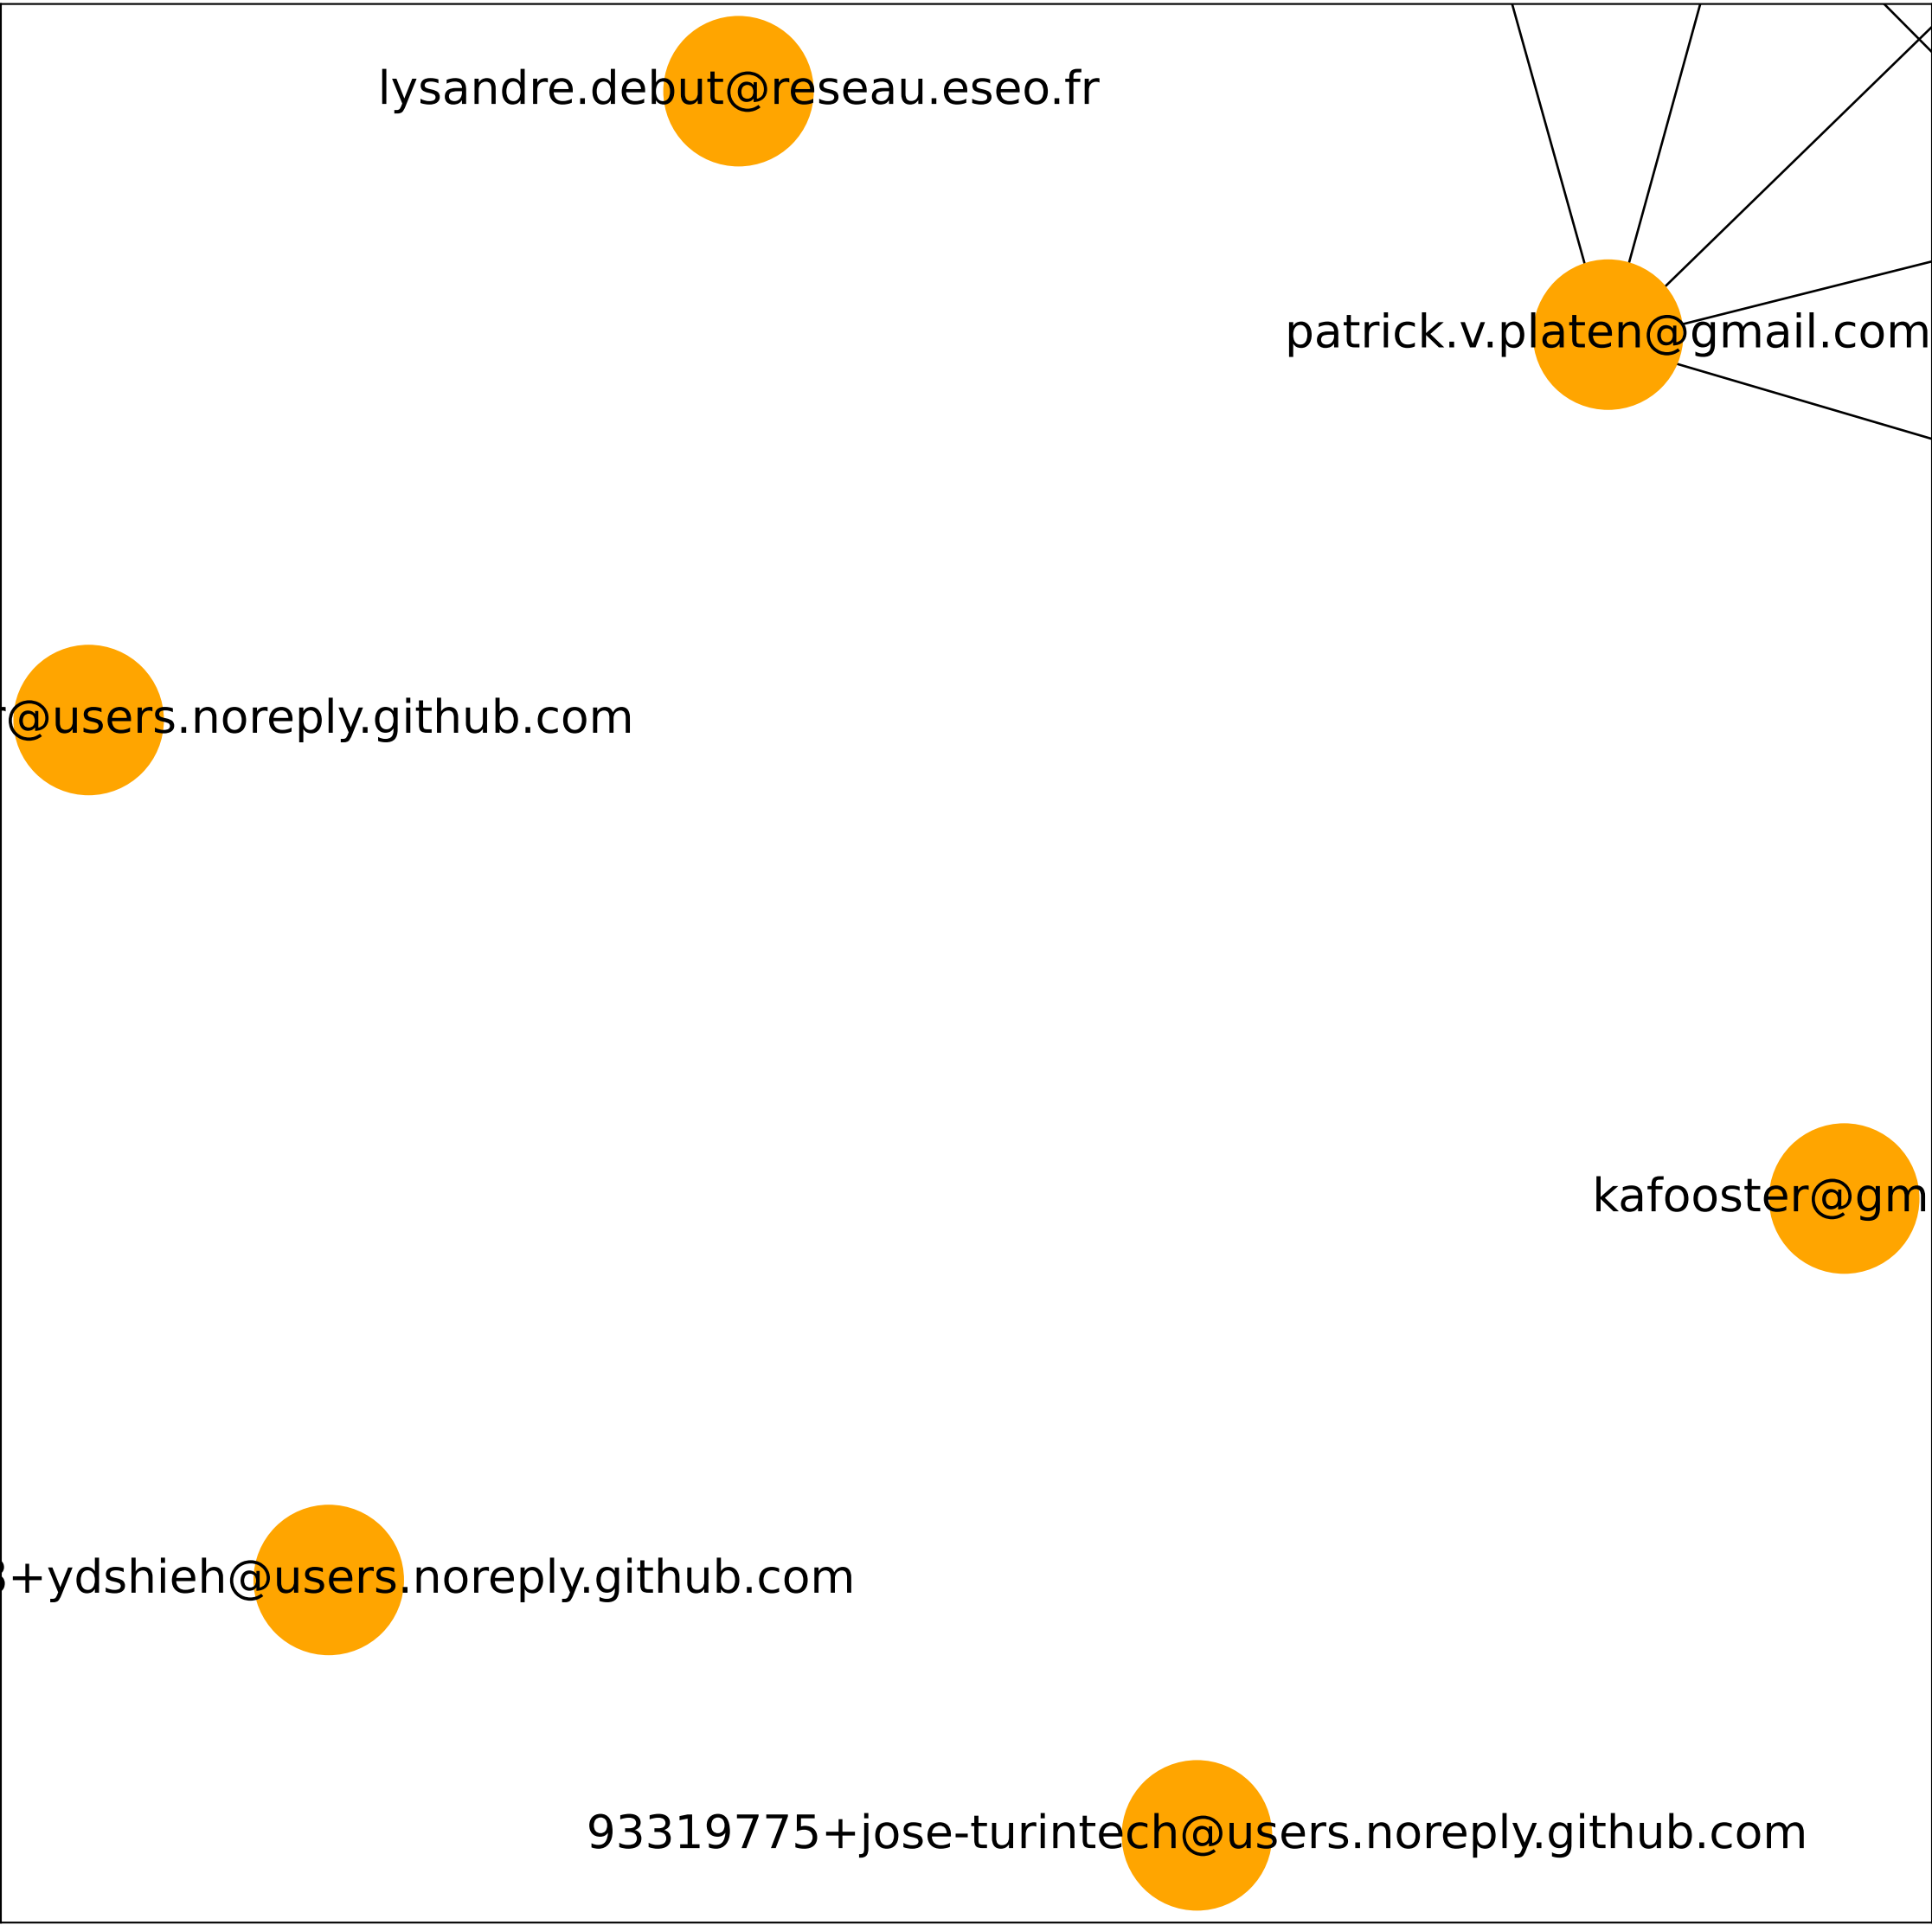 lysandre.debut@reseau.eseo.fr
patrick.v.platen@gmail.com
@users.noreply.github.com
kafooster@gm
+ydshieh@users.noreply.github.com
93319775+jose-turintech@users.noreply.github.com